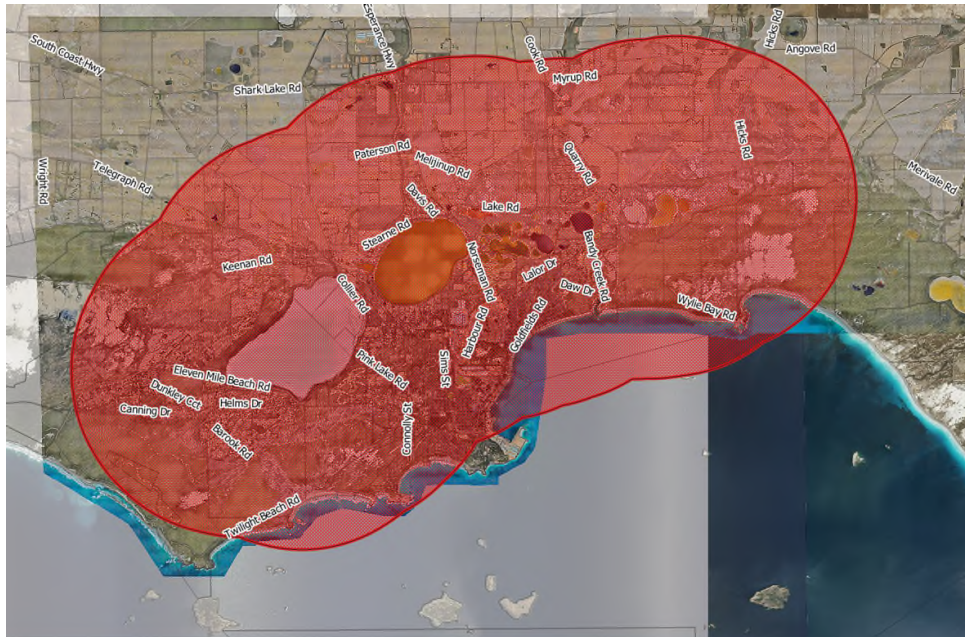 Esperance Hwy
Hicks Rd
South Coast Hwy
Cook Rd
Angove Rd
Myrup Rd
Shark Lake Rd
Hicks Rd
Paterson Rd
Melijinup Rd
Quarry Rd
Wright Rd
Telegraph Rd
Merivale Rd
Davis Rd
Lake Rd
Stearne Rd
Keenan Rd
Norseman Rd
Lalor Dr
Bandy Creek Rd
Collier Rd
Daw Dr
Wylie Bay Rd
Harbour Rd
Goldfields Rd
Eleven Mile Beach Rd
Pink Lake Rd
Sims St
Dunkley Cct
Canning Dr
Helms Dr
Connolly St
Barook Rd
Twilight Beach Rd